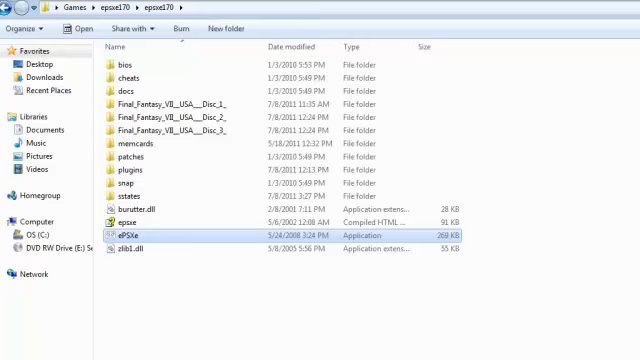 Games ▸ epsxe170 ▸ epsxe170 ▸
Organize Open Share with Burn New folder
Name Date modified Type Size
Favorites
Desktop
Downloads
Recent Places
Libraries
Documents
Music
Pictures
Videos
Homegroup
Computer
OS (C:)
DVD RW Drive (E:) Se
Network
bios 1/3/2010 5:53 PM File folder
cheats 1/3/2010 5:49 PM File folder
docs 1/3/2010 5:49 PM File folder
Final_Fantasy_VII__USA__Disc_1_ 7/8/2011 11:35 AM File folder
Final_Fantasy_VII__USA__Disc_2_ 7/8/2011 12:24 PM File folder
Final_Fantasy_VII__USA__Disc_3_ 7/8/2011 12:24 PM File folder
memcards 5/18/2011 12:32 PM File folder
patches 1/3/2010 5:49 PM File folder
plugins 7/8/2011 12:13 PM File folder
snap 1/3/2010 5:49 PM File folder
sstates 7/8/2011 12:24 PM File folder
burutter.dll 2/8/2001 7:11 PM Application extens... 28 KB
epsxe 5/6/2002 12:08 AM Compiled HTML ... 91 KB
ePSXe 5/24/2008 3:24 PM Application 269 KB
zlib1.dll 5/8/2005 5:56 PM Application extens... 55 KB